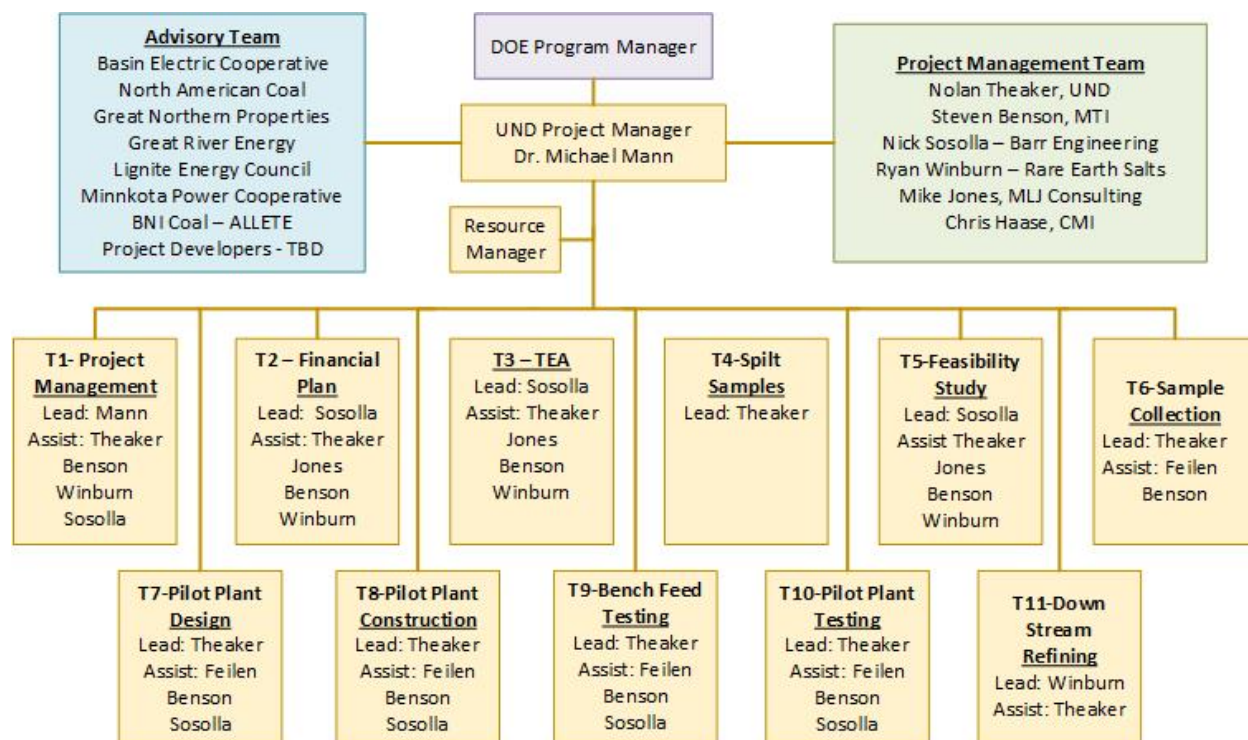 Advisory Team
Basin Electric Cooperative
North American Coal
Great Northern Properties
Great River Energy
Lignite Energy Council
Minnkota Power Cooperative
BNI Coal – ALLETE
Project Developers - TBD
DOE Program Manager
UND Project Manager
Dr. Michael Mann
Resource
Manager
Project Management Team
Nolan Theaker, UND
Steven Benson, MTI
Nick Sosolla – Barr Engineering
Ryan Winburn – Rare Earth Salts
Mike Jones, MLJ Consulting
Chris Haase, CMI
T1- Project
Management
Lead: Mann
Assist: Theaker
Benson
Winburn
Sosolla
T2 – Financial
Plan
Lead: Sosolla
Assist: Theaker
Jones
Benson
Winburn
T3 – TEA
Lead: Sosolla
Assist: Theaker
Jones
Benson
Winburn
T4-Spilt
Samples
Lead: Theaker
T5-Feasibility
Study
Lead: Sosolla
Assist Theaker
Jones
Benson
Winburn
T6-Sample
Collection
Lead: Theaker
Assist: Feilen
Benson
T7-Pilot Plant
Design
Lead: Theaker
Assist: Feilen
Benson
Sosolla
T8-Pilot Plant
Construction
Lead: Theaker
Assist: Feilen
Benson
Sosolla
T9-Bench Feed
Testing
Lead: Theaker
Assist: Feilen
Benson
Sosolla
T10-Pilot Plant
Testing
Lead: Theaker
Assist: Feilen
Benson
Sosolla
T11-Down
Stream
Refining
Lead: Winburn
Assist: Theaker